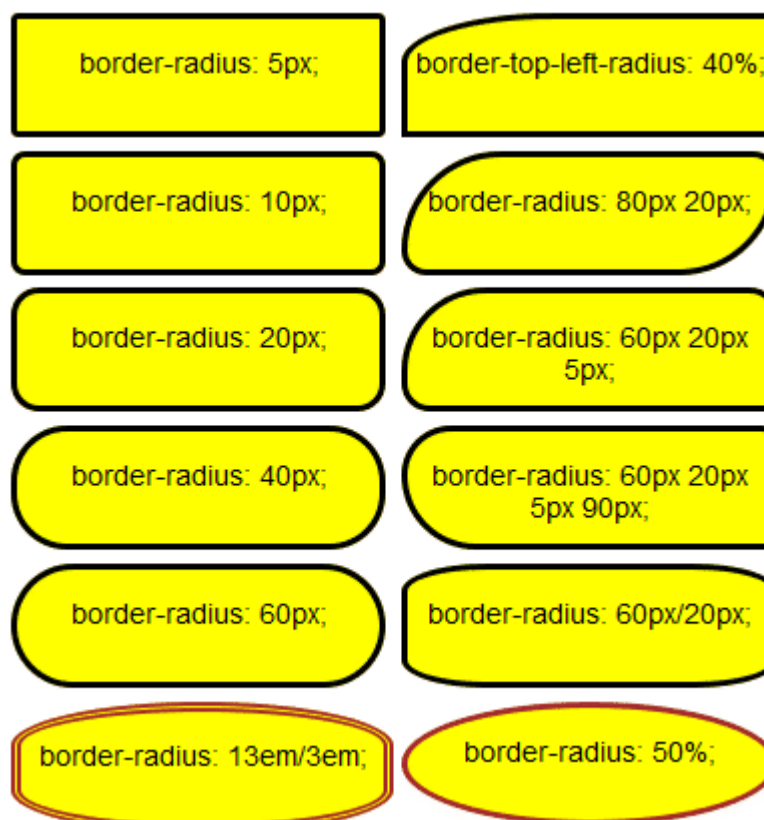 border-radius: 5px;
border-top-left-radius: 40%;
border-radius: 10px;
border-radius: 80px 20px;
border-radius: 20px;
border-radius: 60px 20px
5px;
border-radius: 40px;
border-radius: 60px 20px
5px 90px;
border-radius: 60px;
border-radius: 60px/20px;
border-radius: 13em/3em;
border-radius: 50%;